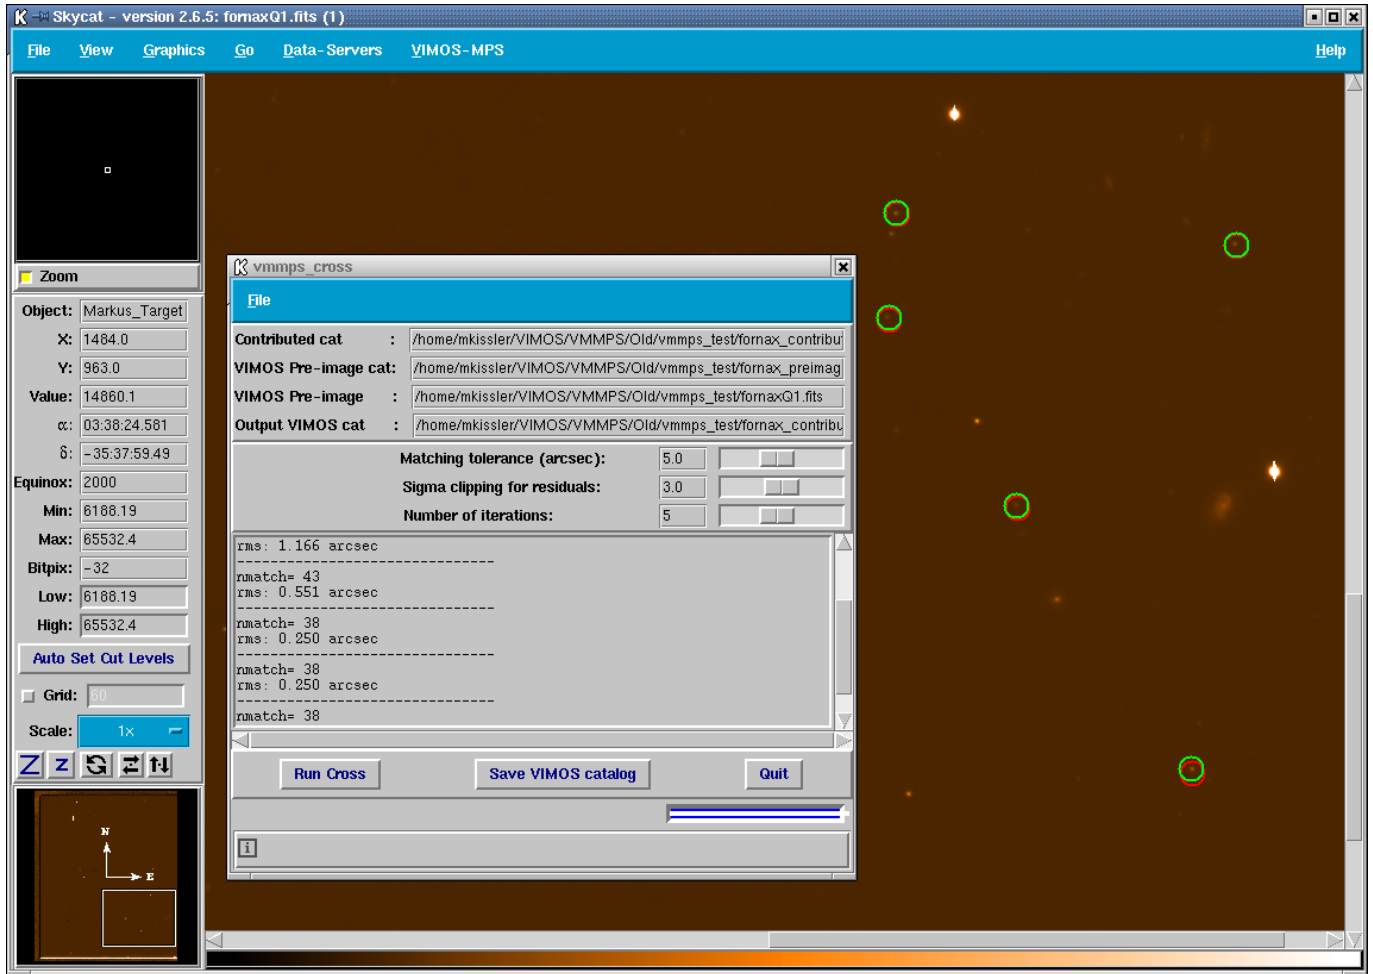 Skycat - version 2.6.5: fornaxQ1.fits (1)
File View Graphics Go Data-Servers VIMOS-MPS Help
Zoom
Object: Markus_Target
X: 1484.0
Y: 963.0
Value: 14860.1
α: 03:38:24.581
δ: -35:37:59.49
Equinox: 2000
Min: 6188.19
Max: 65532.4
Bitpix: -32
Low: 6188.19
High: 65532.4
Auto Set Cut Levels
Grid: 60
Scale: 1×
Z z
N
E
vmmps_cross
File
Contributed cat : /home/mkissler/VIMOS/VMMPS/Old/vmmps_test/fornax_contribu
VIMOS Pre-image cat: /home/mkissler/VIMOS/VMMPS/Old/vmmps_test/fornax_preimag
VIMOS Pre-image : /home/mkissler/VIMOS/VMMPS/Old/vmmps_test/fornaxQ1.fits
Output VIMOS cat : /home/mkissler/VIMOS/VMMPS/Old/vmmps_test/fornax_contribu
Matching tolerance (arcsec): 5.0
Sigma clipping for residuals: 3.0
Number of iterations: 5
rms: 1.166 arcsec
------------------------------
nmatch= 43
rms: 0.551 arcsec
------------------------------
nmatch= 38
rms: 0.250 arcsec
------------------------------
nmatch= 38
rms: 0.250 arcsec
------------------------------
nmatch= 38
Run Cross Save VIMOS catalog Quit
i